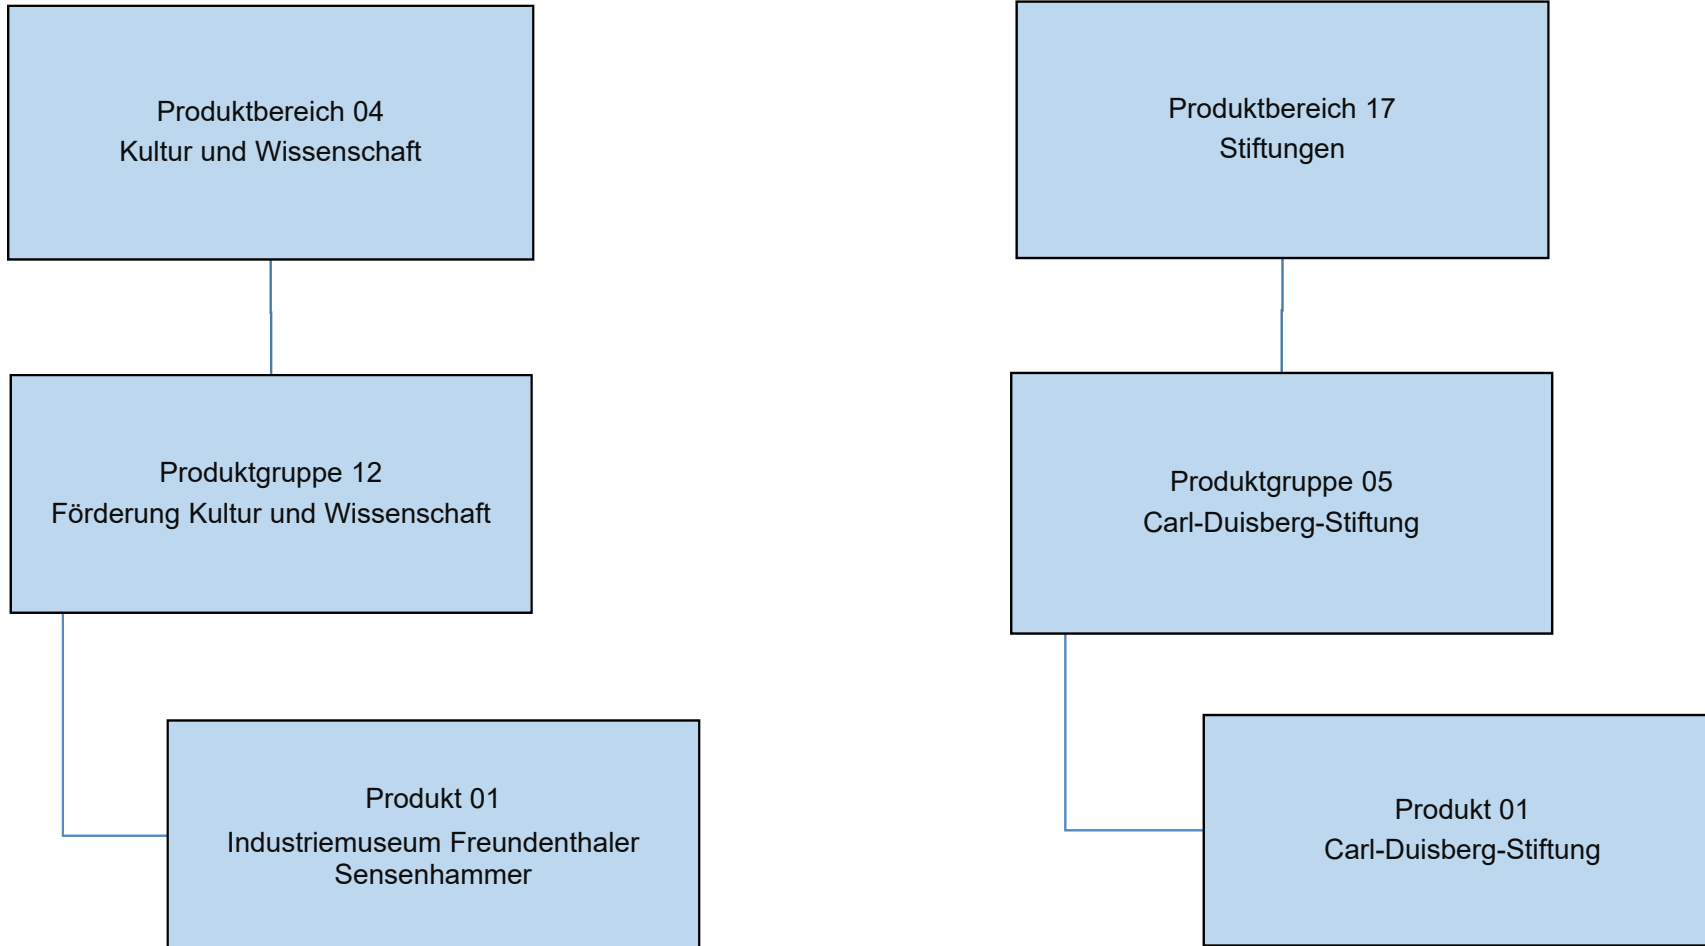 Produktbereich 04
Kultur und Wissenschaft
Produktgruppe 12
Förderung Kultur und Wissenschaft
Produkt 01
Industriemuseum Freundenthaler
Sensenhammer
Produktbereich 17
Stiftungen
Produktgruppe 05
Carl-Duisberg-Stiftung
Produkt 01
Carl-Duisberg-Stiftung